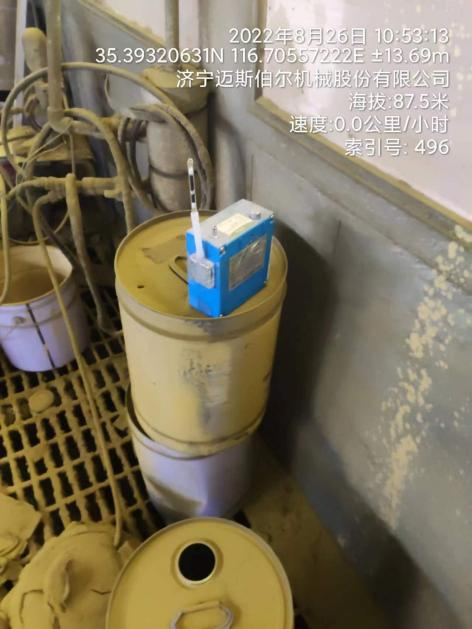 2022年8月26日 10:53:13
35.39320631N 116.70557222E ±13.69m
济宁迈斯伯尔机械股份有限公司
海拔:87.5米
速度:0.0公里/小时
索引号: 496